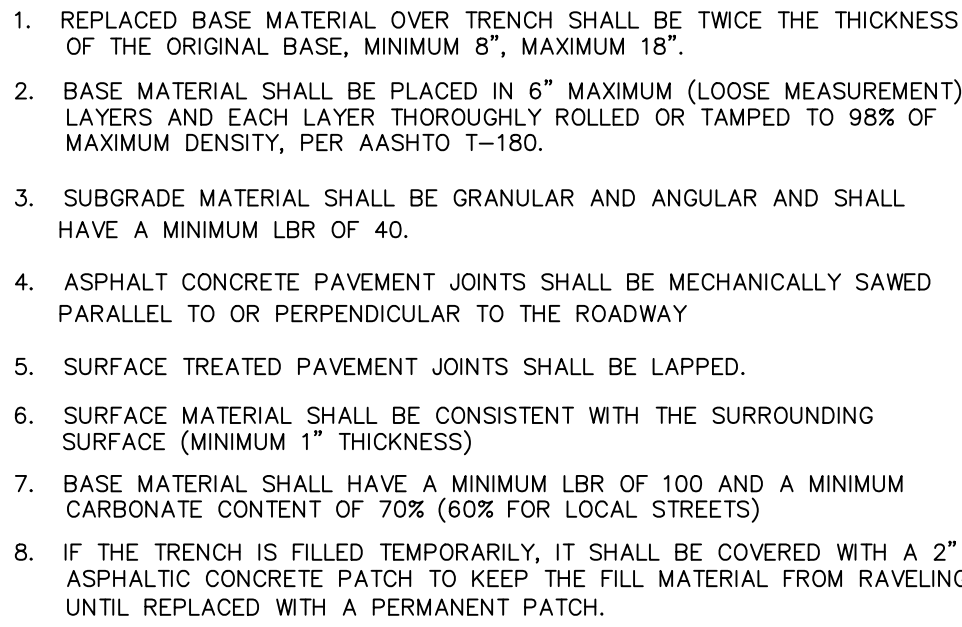 1. REPLACED BASE MATERIAL OVER TRENCH SHALL BE TWICE THE THICKNESS
OF THE ORIGINAL BASE, MINIMUM 8", MAXIMUM 18".
2. BASE MATERIAL SHALL BE PLACED IN 6" MAXIMUM (LOOSE MEASUREMENT)
LAYERS AND EACH LAYER THOROUGHLY ROLLED OR TAMPED TO 98% OF
MAXIMUM DENSITY, PER AASHTO T-180.
3. SUBGRADE MATERIAL SHALL BE GRANULAR AND ANGULAR AND SHALL
HAVE A MINIMUM LBR OF 40.
4. ASPHALT CONCRETE PAVEMENT JOINTS SHALL BE MECHANICALLY SAWED
PARALLEL TO OR PERPENDICULAR TO THE ROADWAY
5. SURFACE TREATED PAVEMENT JOINTS SHALL BE LAPPED.
6. SURFACE MATERIAL SHALL BE CONSISTENT WITH THE SURROUNDING
SURFACE (MINIMUM 1" THICKNESS)
7. BASE MATERIAL SHALL HAVE A MINIMUM LBR OF 100 AND A MINIMUM
CARBONATE CONTENT OF 70% (60% FOR LOCAL STREETS)
8. IF THE TRENCH IS FILLED TEMPORARILY, IT SHALL BE COVERED WITH A 2"
ASPHALTIC CONCRETE PATCH TO KEEP THE FILL MATERIAL FROM RAVELING
UNTIL REPLACED WITH A PERMANENT PATCH.